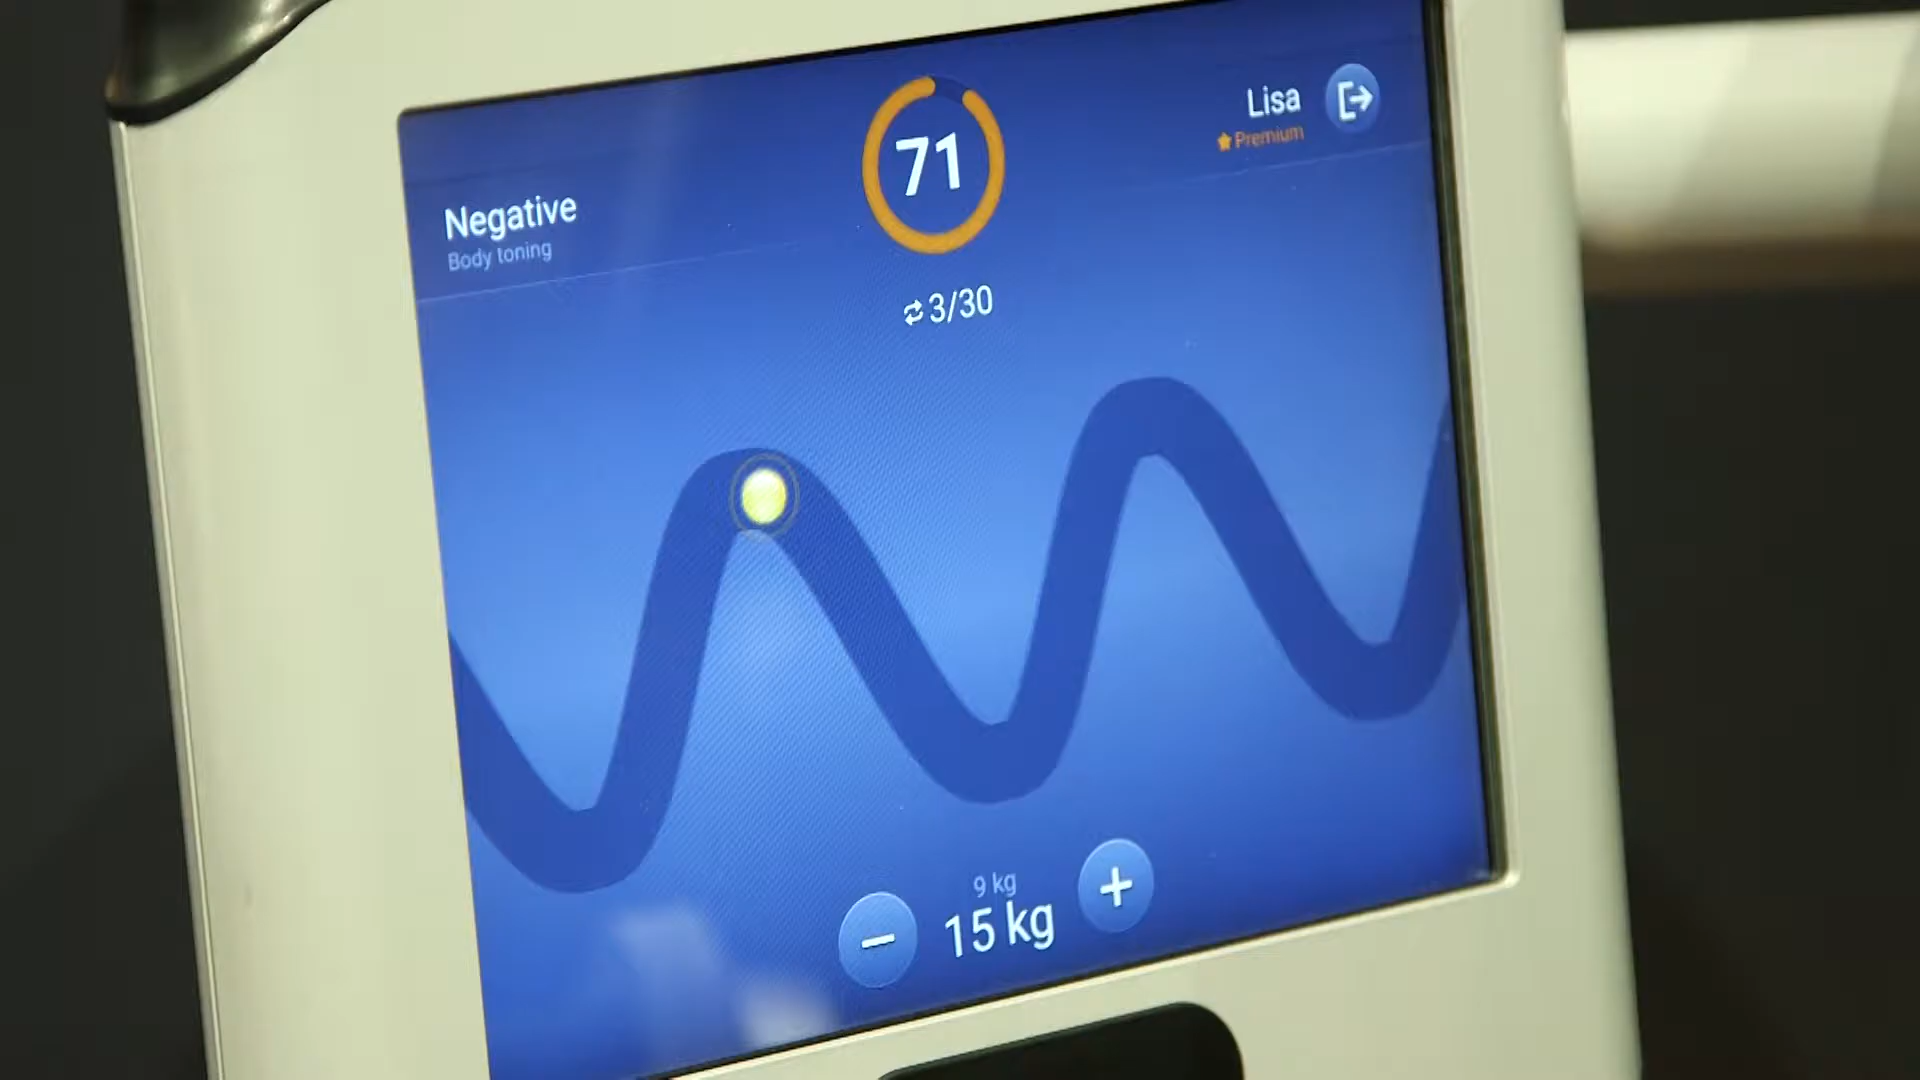 71
Lisa
Premium
Negative
Body toning
3/30
9 kg
15 kg